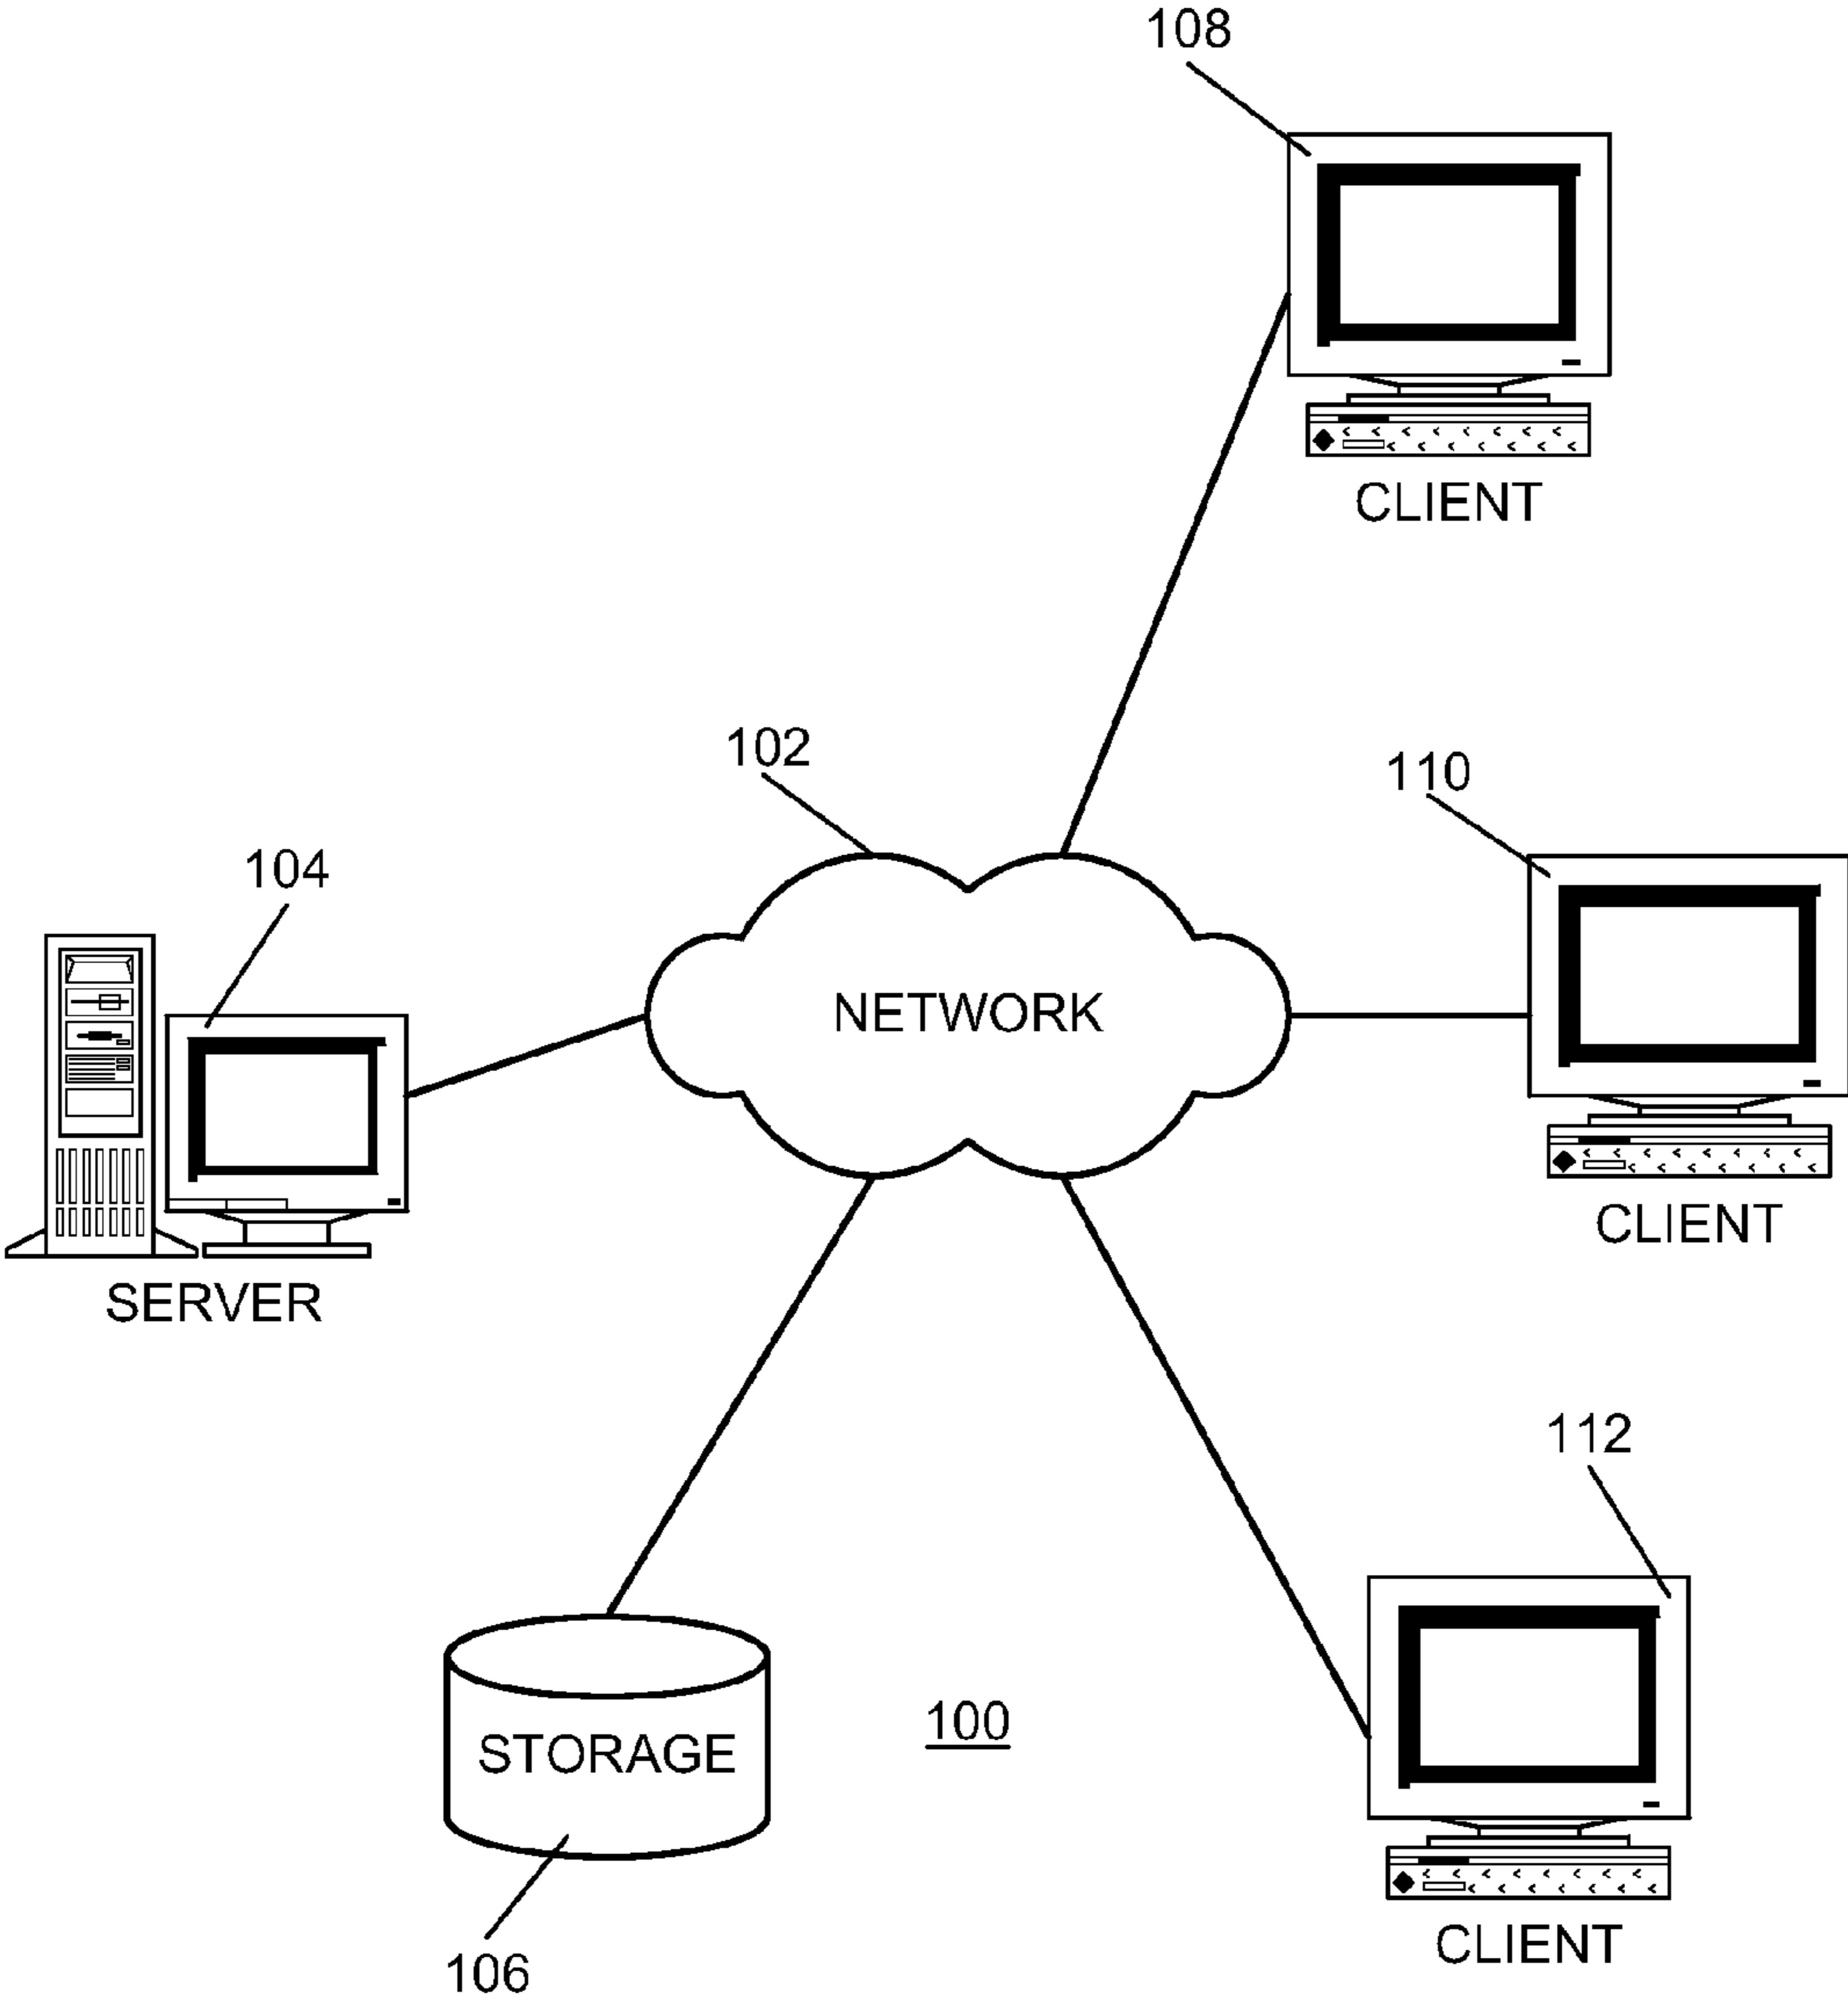 108
CLIENT
102
110
104
NETWORK
CLIENT
SERVER
112
100
STORAGE
CLIENT
106